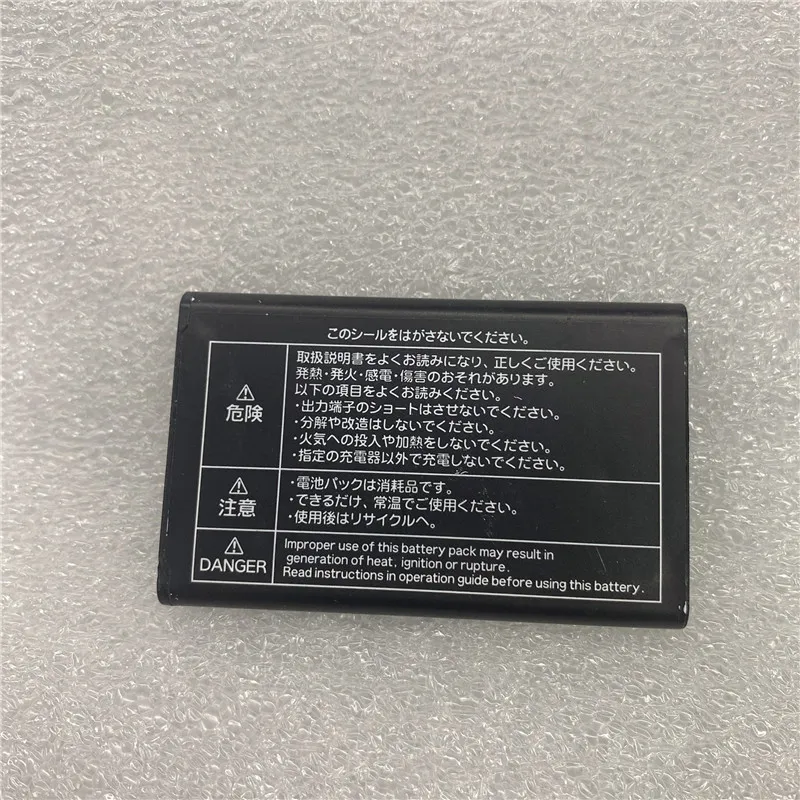 このシールをはがさないでください。
⚠
危険
取扱説明書をよくお読みになり、正しくご使用ください。
発熱・発火・感電・傷害のおそれがあります。
以下の項目をよくお読みください。
・出力端子のショートはさせないでください。
・分解や改造はしないでください。
・火気への投入や加熱をしないでください。
・指定の充電器以外で充電しないでください。
⚠
注意
・電池パックは消耗品です。
・できるだけ、常温でご使用ください。
・使用後はリサイクルへ。
⚠
DANGER
Improper use of this battery pack may result in
generation of heat, ignition or rupture.
Read instructions in operation guide before using this battery.